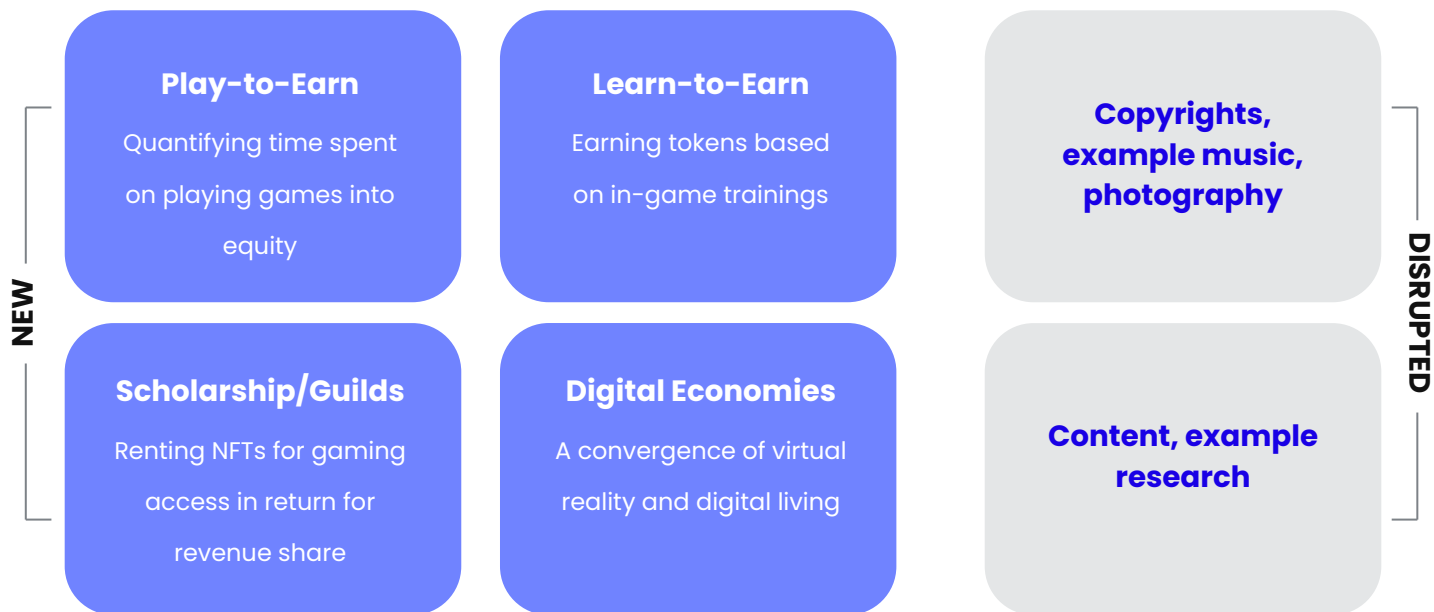 NEW
Play-to-Earn
Quantifying time spent
on playing games into
equity
Learn-to-Earn
Earning tokens based
on in-game trainings
Scholarship/Guilds
Renting NFTs for gaming
access in return for
revenue share
Digital Economies
A convergence of virtual
reality and digital living
Copyrights,
example music,
photography
Content, example
research
DISRUPTED